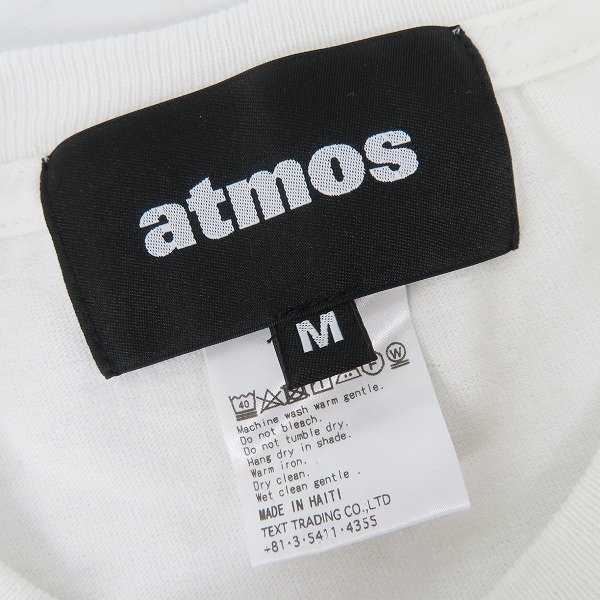 atmos
M
40
W
Machine wash warm gentle.
Do not bleach.
Do not tumble dry.
Hang dry in shade.
Warm iron.
Dry clean.
Wet clean gentle .
MADE IN HAITI
TEXT TRADING CO.,LTD
+81・3・5411・4355